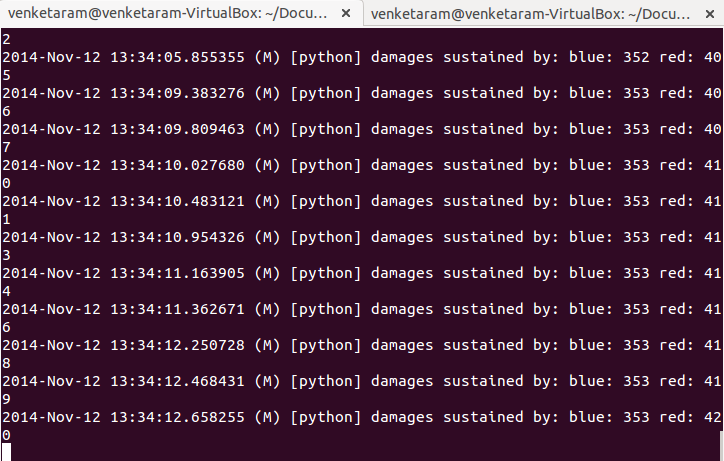 venketaram@venketaram-VirtualBox: ~/Docu... × venketaram@venketaram-VirtualBox: ~/Docu... ×
2
2014-Nov-12 13:34:05.855355 (M) [python] damages sustained by: blue: 352 red: 40
5
2014-Nov-12 13:34:09.383276 (M) [python] damages sustained by: blue: 353 red: 40
6
2014-Nov-12 13:34:09.809463 (M) [python] damages sustained by: blue: 353 red: 40
7
2014-Nov-12 13:34:10.027680 (M) [python] damages sustained by: blue: 353 red: 41
0
2014-Nov-12 13:34:10.483121 (M) [python] damages sustained by: blue: 353 red: 41
1
2014-Nov-12 13:34:10.954326 (M) [python] damages sustained by: blue: 353 red: 41
3
2014-Nov-12 13:34:11.163905 (M) [python] damages sustained by: blue: 353 red: 41
4
2014-Nov-12 13:34:11.362671 (M) [python] damages sustained by: blue: 353 red: 41
6
2014-Nov-12 13:34:12.250728 (M) [python] damages sustained by: blue: 353 red: 41
8
2014-Nov-12 13:34:12.468431 (M) [python] damages sustained by: blue: 353 red: 41
9
2014-Nov-12 13:34:12.658255 (M) [python] damages sustained by: blue: 353 red: 42
0